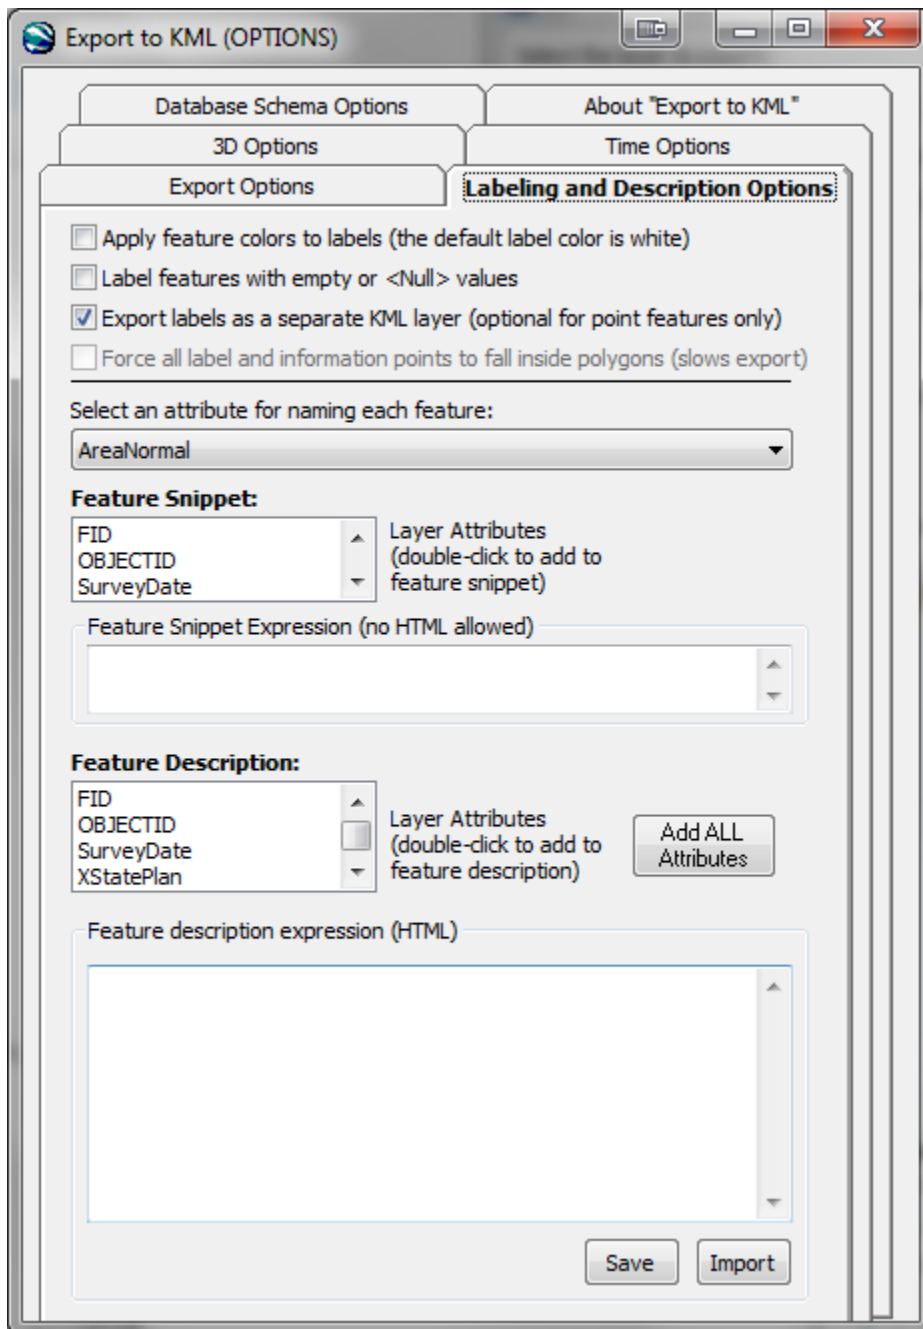 Export to KML (OPTIONS)
Database Schema Options
About "Export to KML"
3D Options
Time Options
Export Options
Labeling and Description Options
Apply feature colors to labels (the default label color is white)
Label features with empty or <Null> values
Export labels as a separate KML layer (optional for point features only)
Force all label and information points to fall inside polygons (slows export)
Select an attribute for naming each feature:
AreaNormal
Feature Snippet:
FID
OBJECTID
SurveyDate
Layer Attributes
(double-click to add to
feature snippet)
Feature Snippet Expression (no HTML allowed)
Feature Description:
FID
OBJECTID
SurveyDate
XStatePlan
Layer Attributes
(double-click to add to
feature description)
Add ALL
Attributes
Feature description expression (HTML)
Save
Import